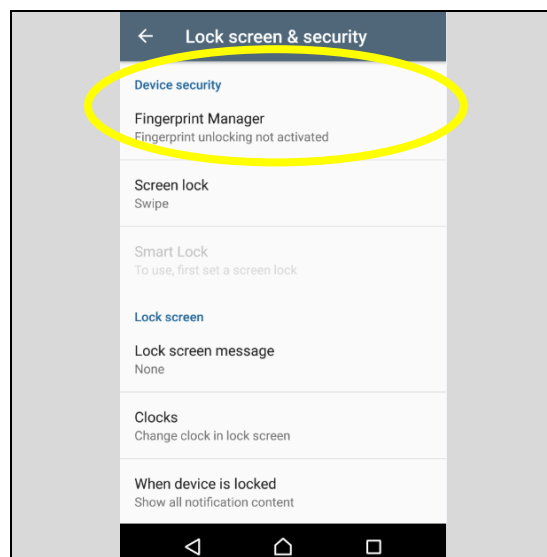 Lock screen & security
Device security
Fingerprint Manager
Fingerprint unlocking not activated
Screen lock
Swipe
Smart Lock
To use, first set a screen lock
Lock screen
Lock screen message
None
Clocks
Change clock in lock screen
When device is locked
Show all notification content